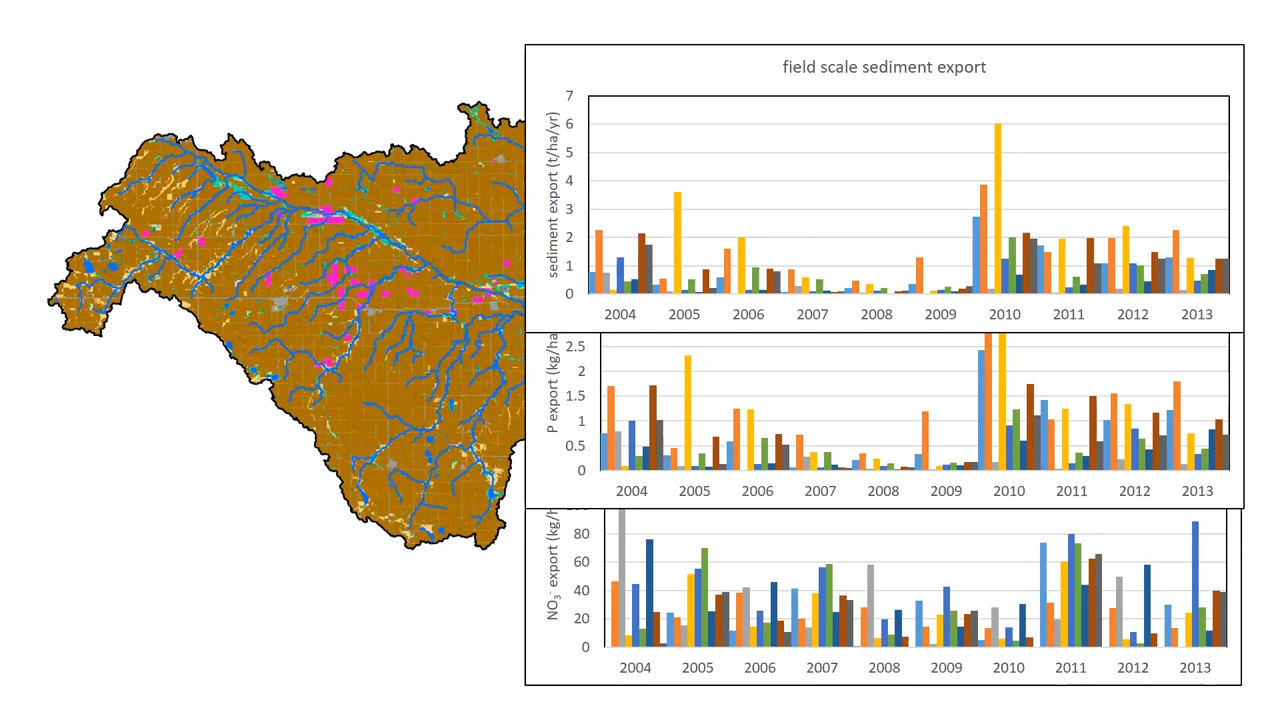 field scale sediment export
sediment export (t/ha/yr)
7
6
5
4
3
2
1
0
2004 2005 2006 2007 2008 2009 2010 2011 2012 2013
P export (kg/ha
2.5
2
1.5
1
0.5
0
2004 2005 2006 2007 2008 2009 2010 2011 2012 2013
NO₃⁻ export (kg/h
80
60
40
20
0
2004 2005 2006 2007 2008 2009 2010 2011 2012 2013